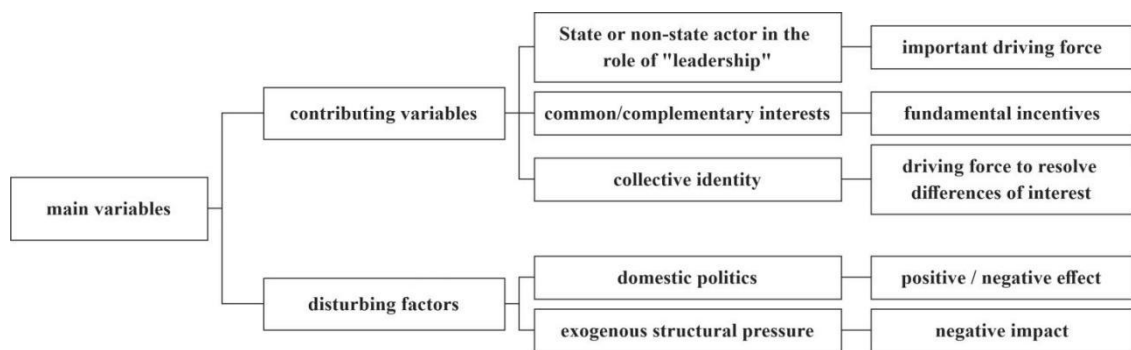 State or non-state actor in the
role of "leadership"
important driving force
contributing variables
common/complementary interests
fundamental incentives
collective identity
driving force to resolve
differences of interest
main variables
domestic politics
positive / negative effect
disturbing factors
exogenous structural pressure
negative impact